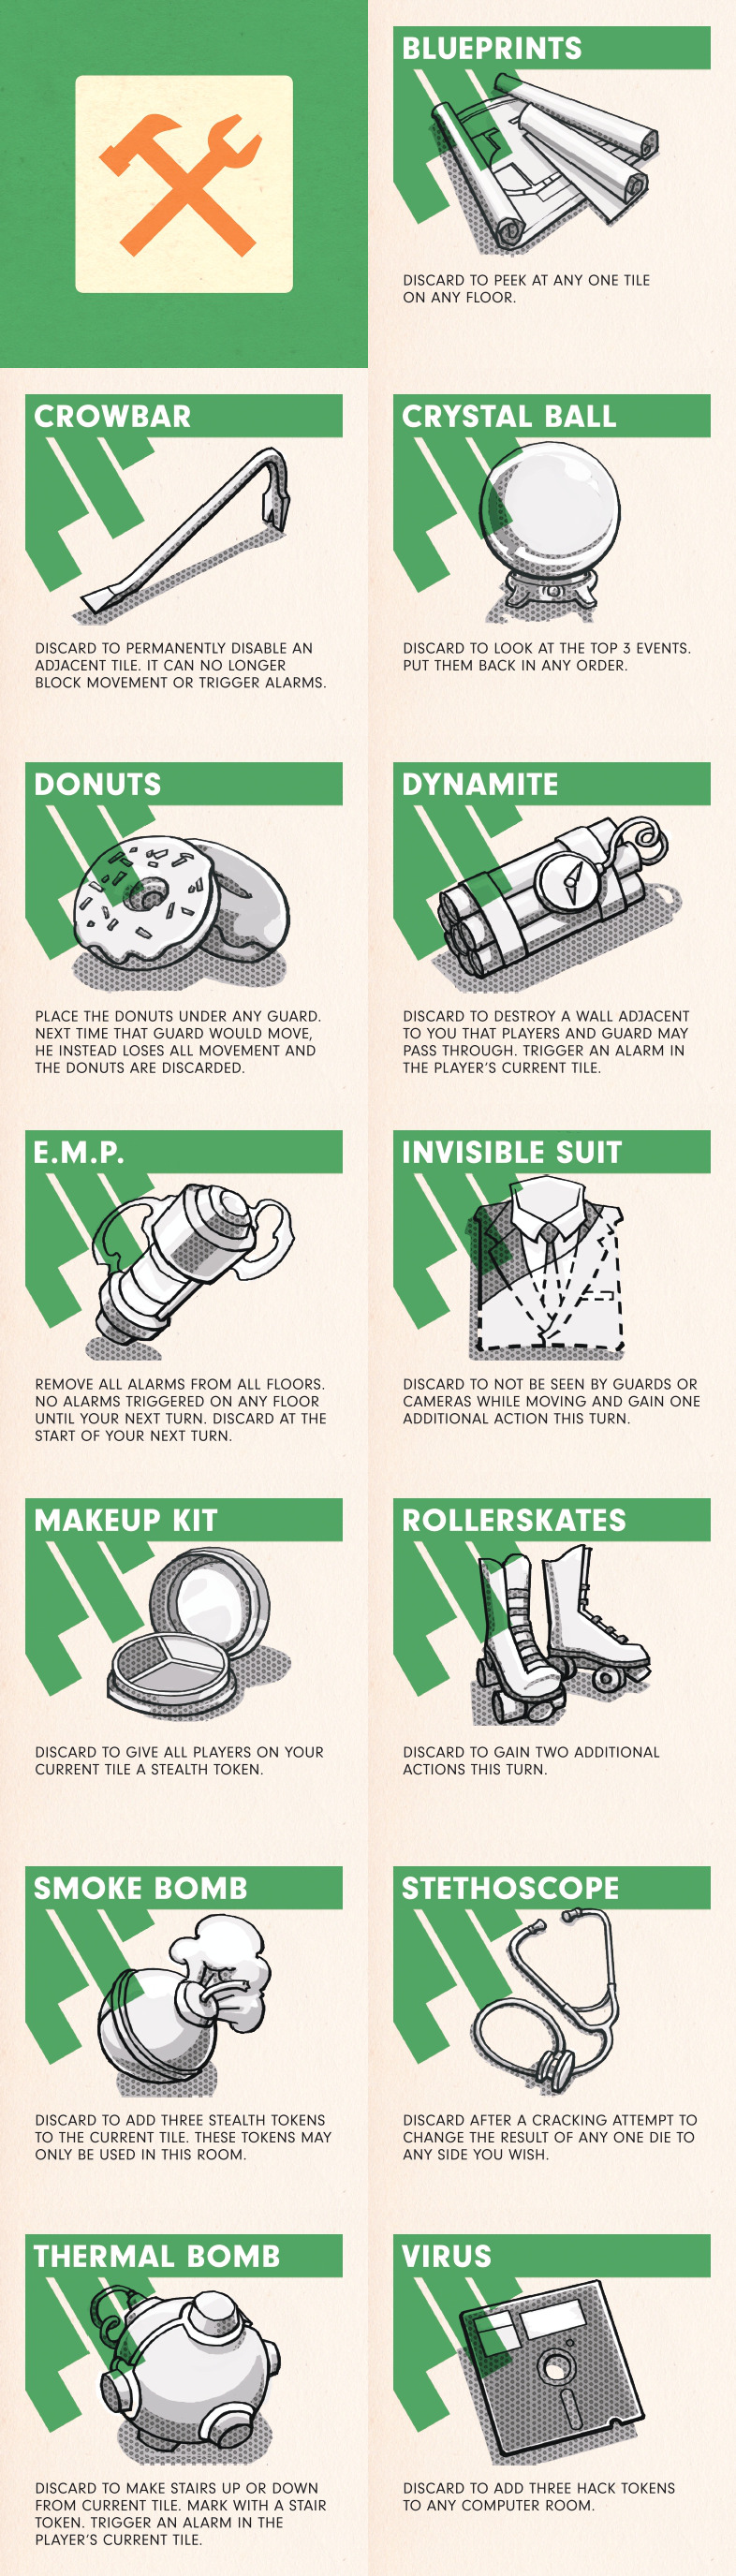 BLUEPRINTS
DISCARD TO PEEK AT ANY ONE TILE
ON ANY FLOOR.
CROWBAR
DISCARD TO PERMANENTLY DISABLE AN
ADJACENT TILE. IT CAN NO LONGER
BLOCK MOVEMENT OR TRIGGER ALARMS.
CRYSTAL BALL
DISCARD TO LOOK AT THE TOP 3 EVENTS.
PUT THEM BACK IN ANY ORDER.
DONUTS
PLACE THE DONUTS UNDER ANY GUARD.
NEXT TIME THAT GUARD WOULD MOVE,
HE INSTEAD LOSES ALL MOVEMENT AND
THE DONUTS ARE DISCARDED.
DYNAMITE
DISCARD TO DESTROY A WALL ADJACENT
TO YOU THAT PLAYERS AND GUARD MAY
PASS THROUGH. TRIGGER AN ALARM IN
THE PLAYER'S CURRENT TILE.
E.M.P.
REMOVE ALL ALARMS FROM ALL FLOORS.
NO ALARMS TRIGGERED ON ANY FLOOR
UNTIL YOUR NEXT TURN. DISCARD AT THE
START OF YOUR NEXT TURN.
INVISIBLE SUIT
DISCARD TO NOT BE SEEN BY GUARDS OR
CAMERAS WHILE MOVING AND GAIN ONE
ADDITIONAL ACTION THIS TURN.
MAKEUP KIT
DISCARD TO GIVE ALL PLAYERS ON YOUR
CURRENT TILE A STEALTH TOKEN.
ROLLERSKATES
DISCARD TO GAIN TWO ADDITIONAL
ACTIONS THIS TURN.
SMOKE BOMB
DISCARD TO ADD THREE STEALTH TOKENS
TO THE CURRENT TILE. THESE TOKENS MAY
ONLY BE USED IN THIS ROOM.
STETHOSCOPE
DISCARD AFTER A CRACKING ATTEMPT TO
CHANGE THE RESULT OF ANY ONE DIE TO
ANY SIDE YOU WISH.
THERMAL BOMB
DISCARD TO MAKE STAIRS UP OR DOWN
FROM CURRENT TILE. MARK WITH A STAIR
TOKEN. TRIGGER AN ALARM IN THE
PLAYER'S CURRENT TILE.
VIRUS
DISCARD TO ADD THREE HACK TOKENS
TO ANY COMPUTER ROOM.